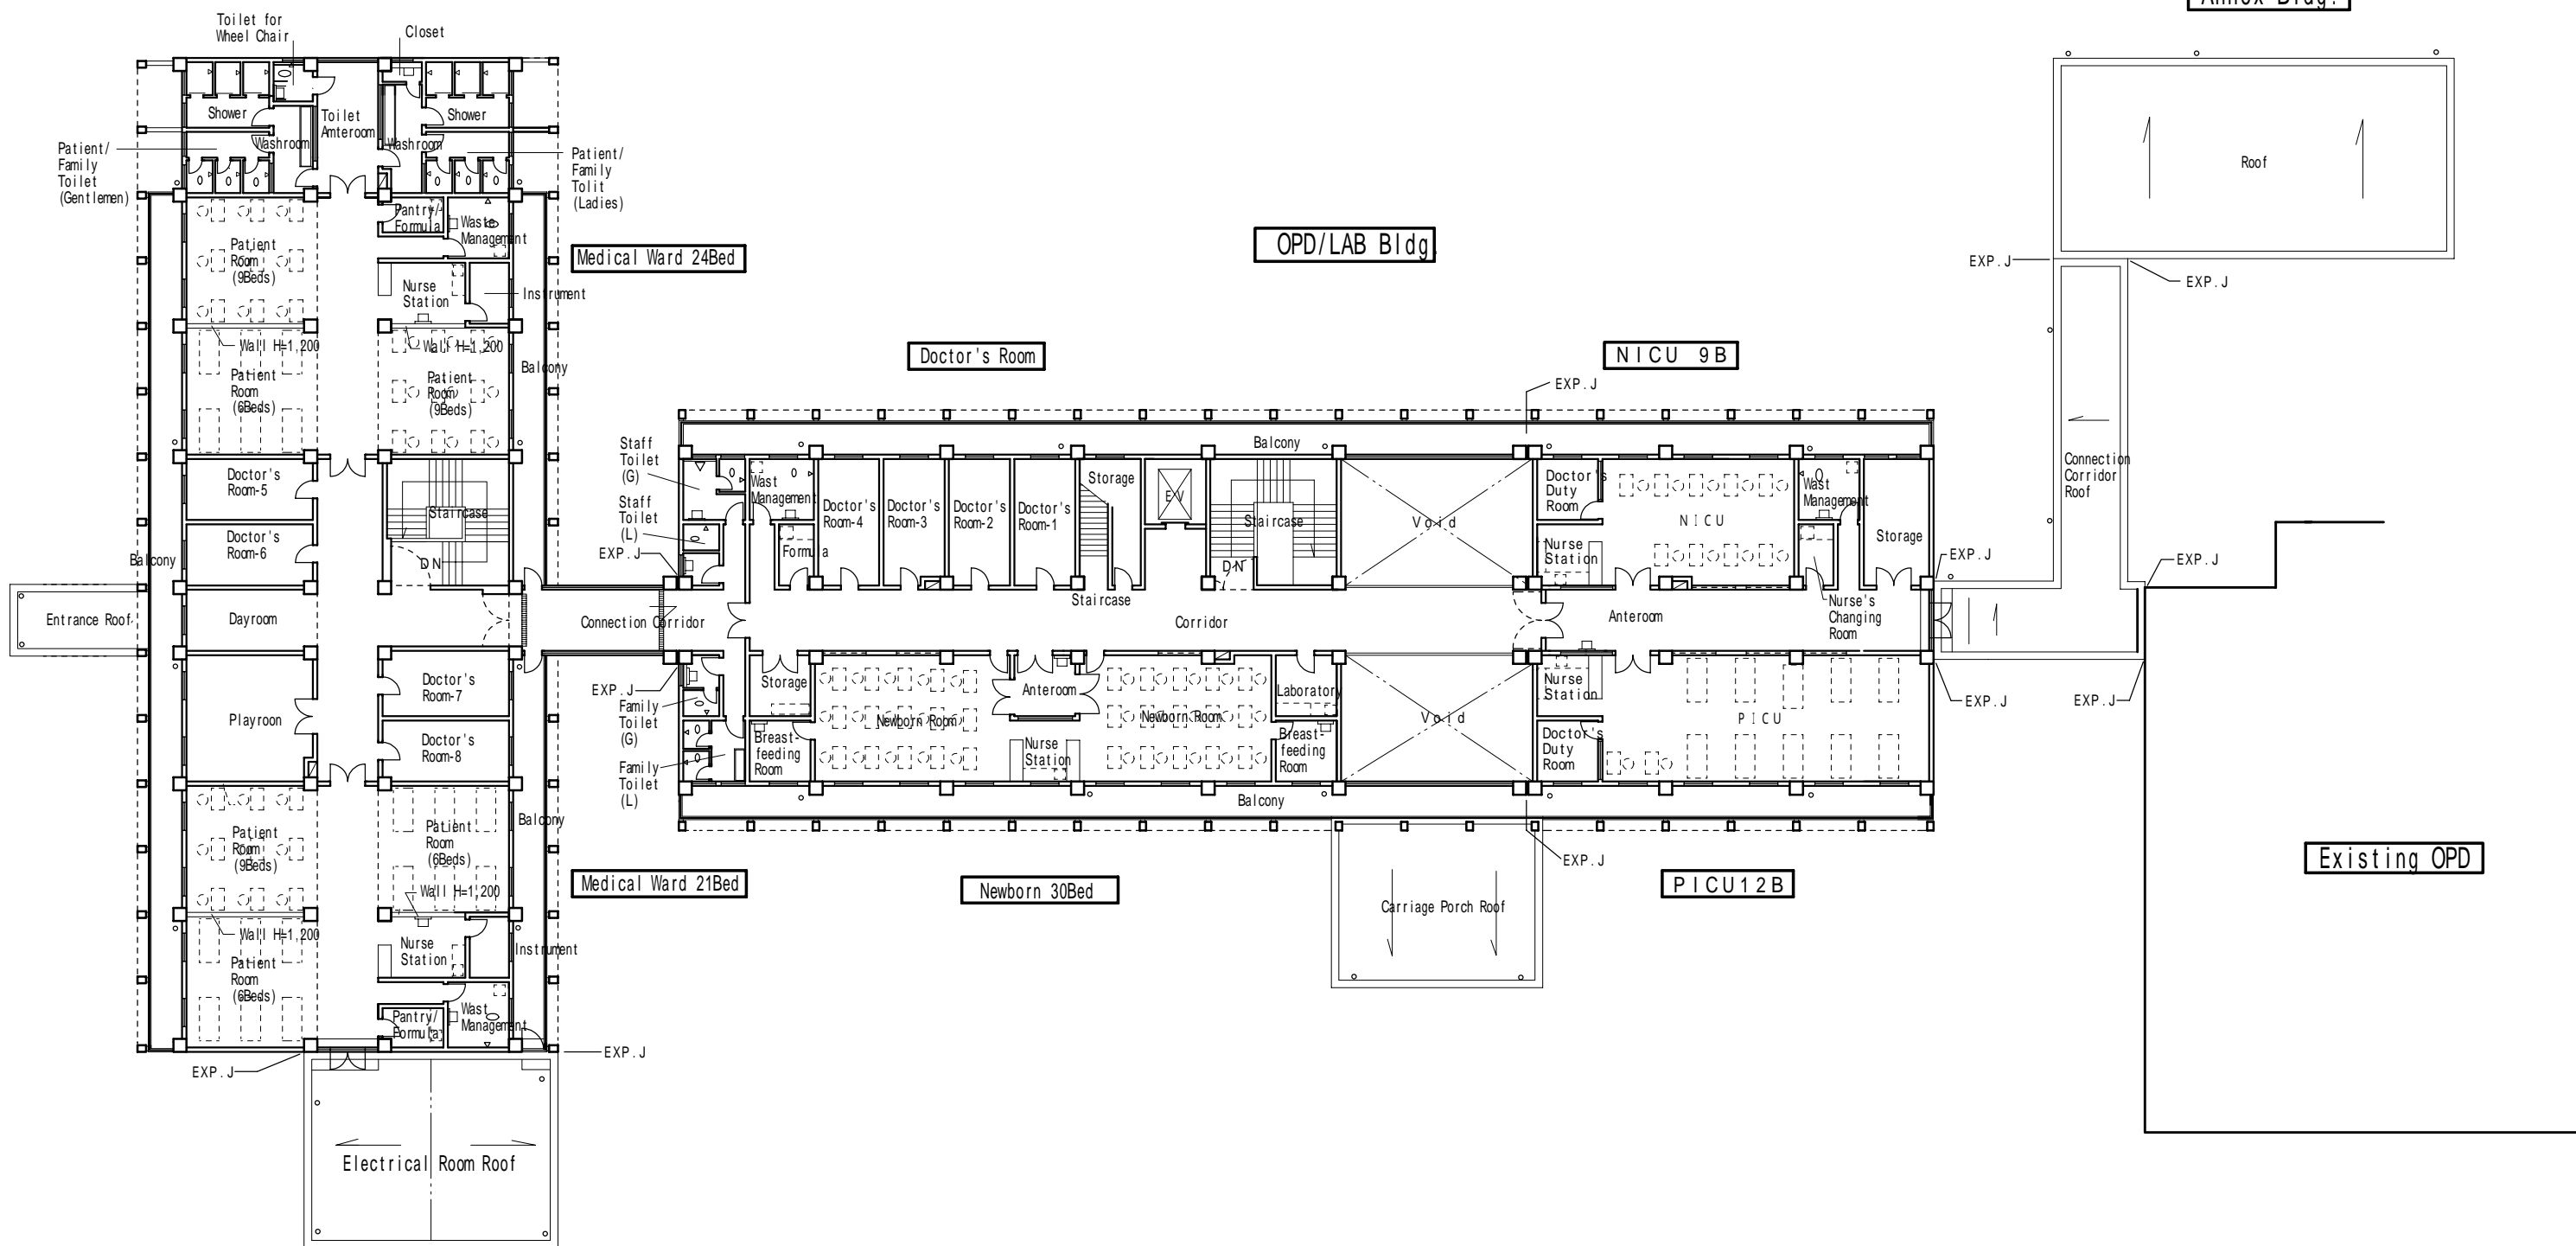 Annex Bldg.
Toilet for
Wheel Chair
Closet
Shower
Toilet
Amteroom
Shower
Washroom
Washroom
Patient/
Family
Toilet
(Gentlemen)
Patient/
Family
Tolit
(Ladies)
Roof
Pantry/
Formula
Waste
Management
Patient
Room
(9Beds)
Medical Ward 24Bed
OPD/LAB Bldg.
EXP.J
EXP.J
Nurse
Station
Instrument
Wall H=1,200
Wall H=1,200
Balcony
Doctor's Room
NICU 9B
Patient
Room
(6Beds)
Patient
Room
(9Beds)
EXP.J
Staff
Toilet
(G)
Balcony
Connection
Corridor
Roof
Doctor's
Room-5
Staircase
Staff
Toilet
(L)
Wast
Management
Doctor's
Room-4
Doctor's
Room-3
Doctor's
Room-2
Doctor's
Room-1
Storage
EV
Staircase
Void
Doctor's
Duty
Room
NICU
Wast
Management
Storage
Doctor's
Room-6
Balcony
DN
EXP.J
Formula
DN
Nurse
Station
EXP.J
EXP.J
Entrance Roof
Dayroom
Connection Corridor
Staircase
Corridor
Anteroom
Nurse's
Changing
Room
Doctor's
Room-7
EXP.J
Family
Toilet
(G)
Storage
Anteroom
Laboratory
Nurse
Station
EXP.J
EXP.J
Playroon
Newborn Room
Newborn Room
Void
PICU
Doctor's
Room-8
Family
Toilet
(L)
Breast-
feeding
Room
Nurse
Station
Breast-
feeding
Room
Doctor's
Duty
Room
Balcony
Patient
Room
(9Beds)
Patient
Room
(6Beds)
Balcony
EXP.J
Existing OPD
Medical Ward 21Bed
Newborn 30Bed
PICU12B
Wall H=1,200
Carriage Porch Roof
Wall H=1,200
Nurse
Station
Instrument
Patient
Room
(6Beds)
Pantry/
Formula
Wast
Management
EXP.J
EXP.J
Electrical Room Roof